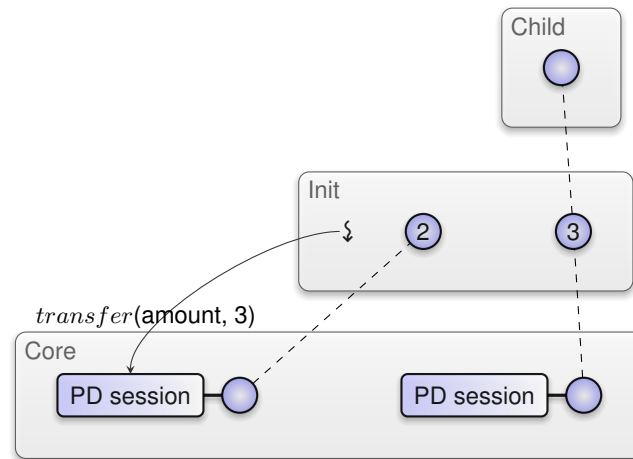 Child
Init
2
3
transfer(amount, 3)
Core
PD session
PD session